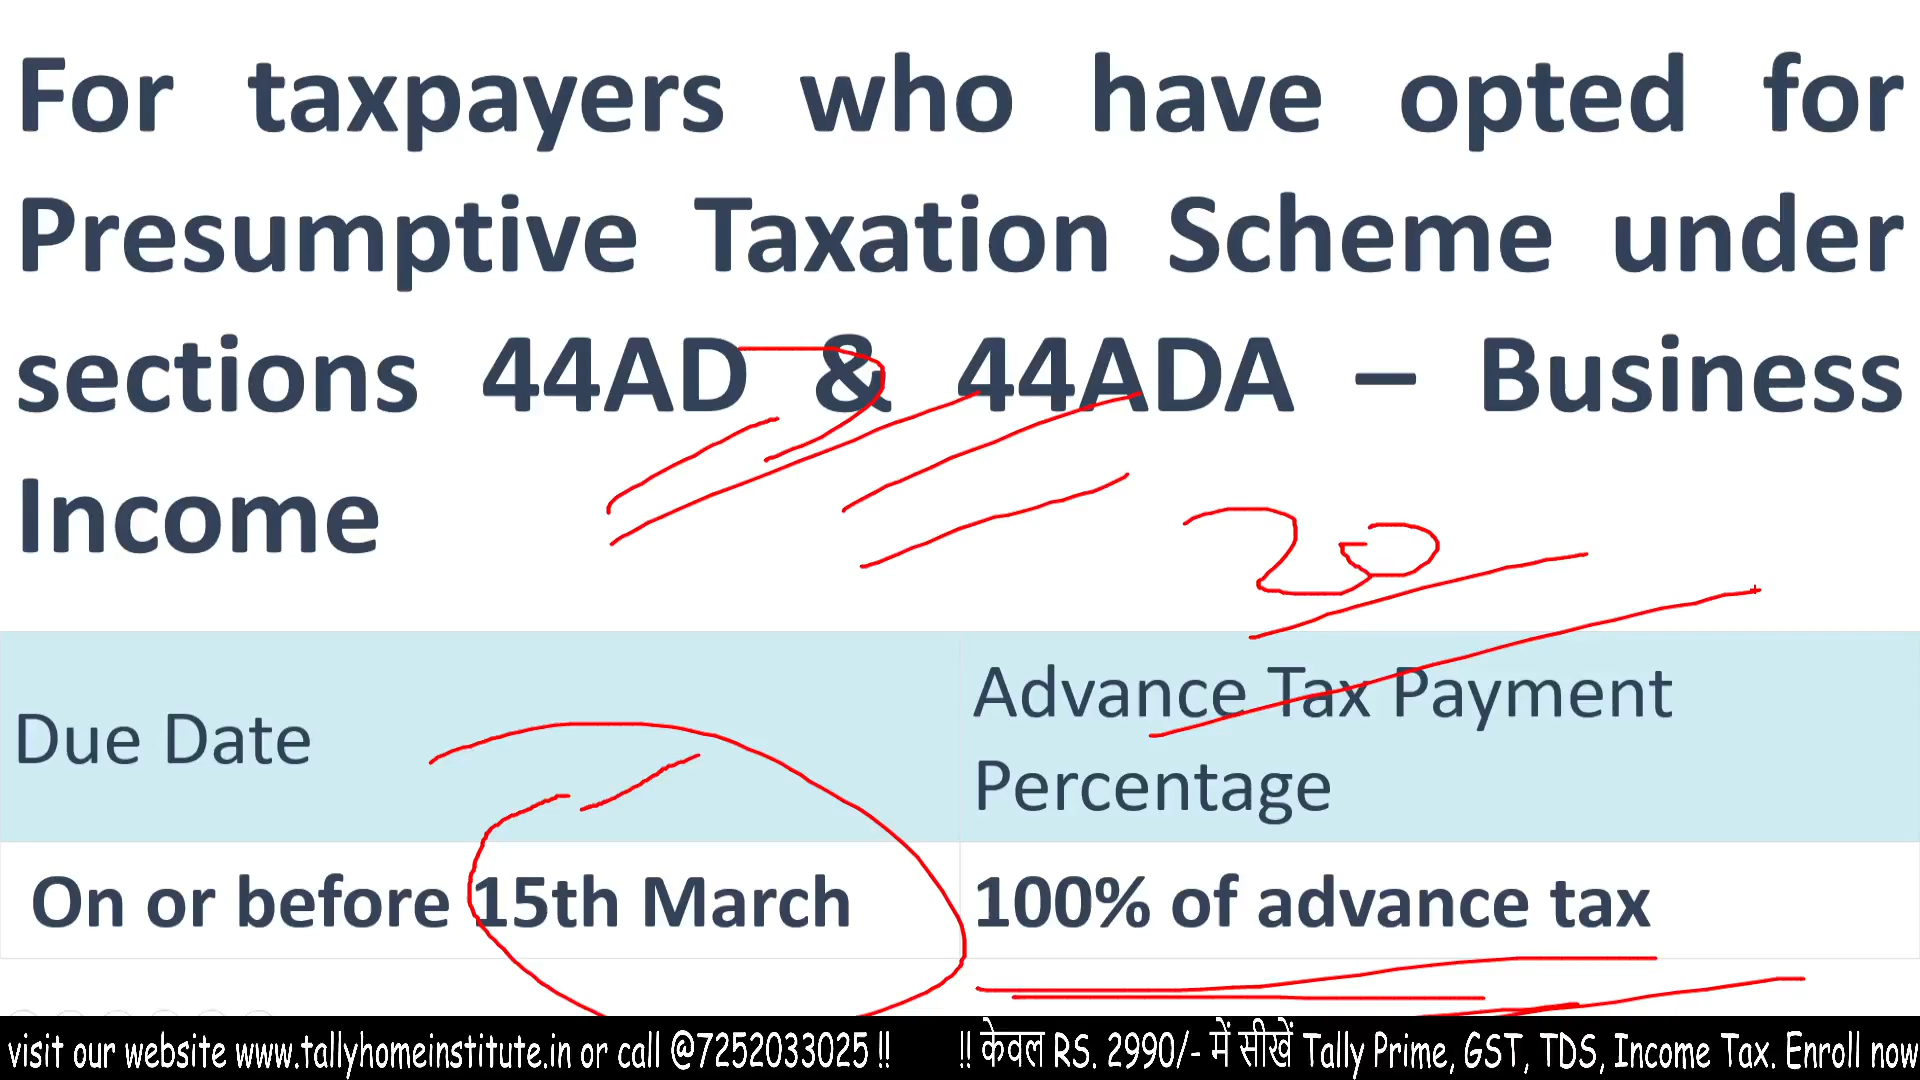 For taxpayers who have opted for
Presumptive Taxation Scheme under
sections 44AD & 44ADA – Business
Income
20
Due Date
Advance Tax Payment
Percentage
On or before 15th March
100% of advance tax
visit our website www.tallyhomeinstitute.in or call @7252033025 !! !! केवल RS. 2990/- में सीखें Tally Prime, GST, TDS, Income Tax. Enroll now